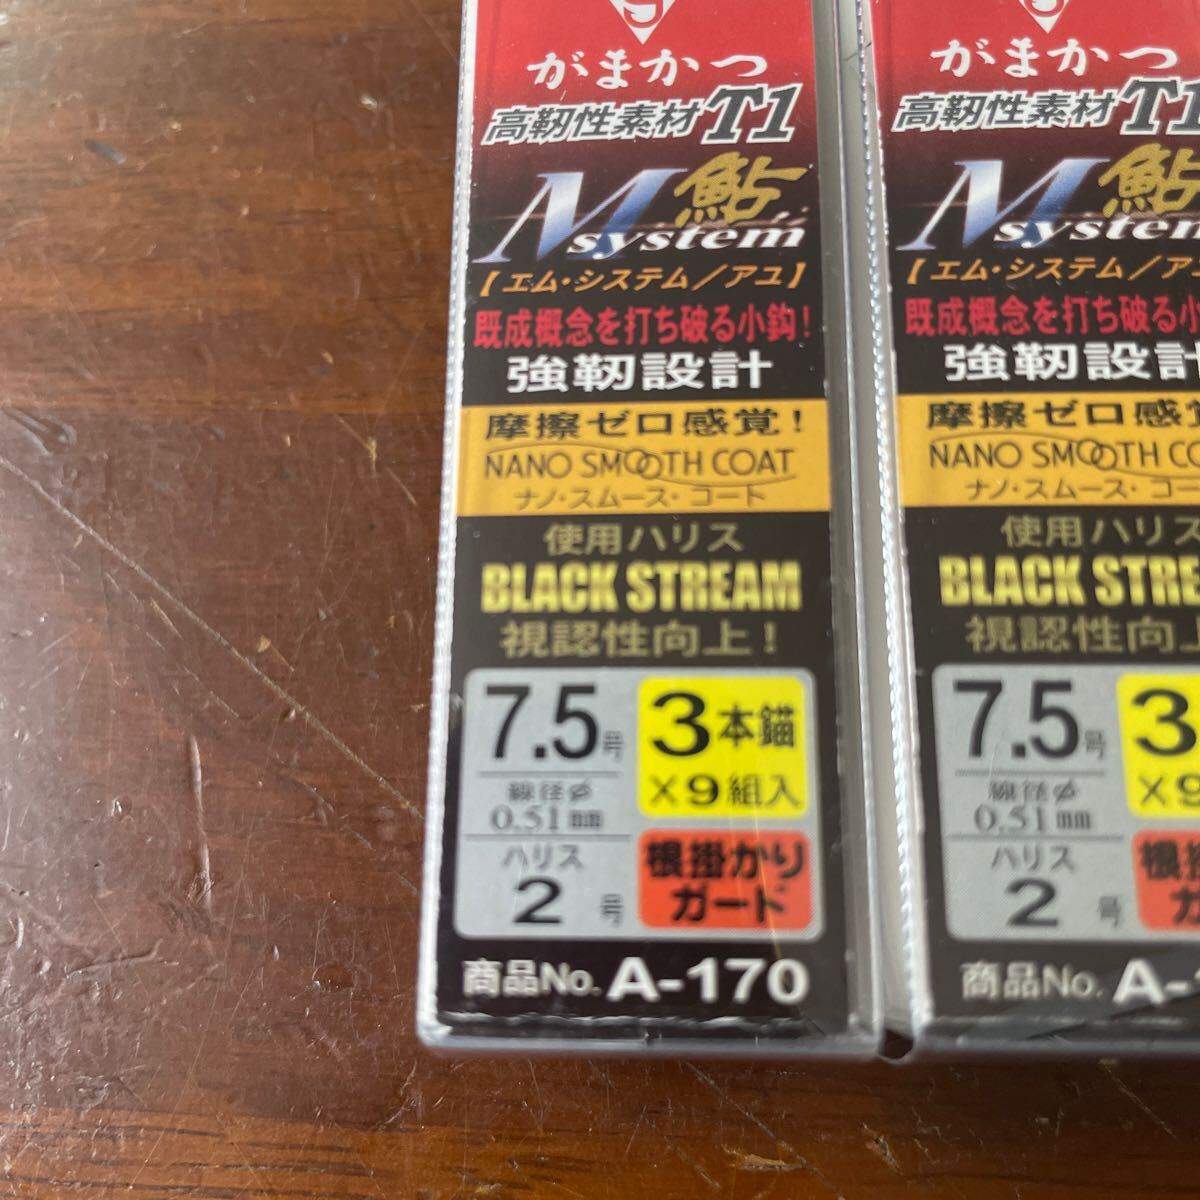 がまかつ
高靭性素材T1
M system 鮎
【エム・システム/アユ】
既成概念を打ち破る小鈎!
強靭設計
摩擦ゼロ感覚!
NANO SMOOTH COAT
ナノ・スムース・コート
使用ハリス
BLACK STREAM
視認性向上!
7.5号
線径φ
0.51mm
ハリス
2号
3本錨
×9組入
根掛かり
ガード
商品No. A-170
がまかつ
高靭性素材T1
M system 鮎
【エム・システム/ア
既成概念を打ち破る小
強靭設計
摩擦ゼロ感覚
NANO SMOOTH CO
ナノ・スムース・コー
使用ハリス
BLACK STRE
視認性向上
7.5号
線径φ
0.51mm
ハリス
2号
3
×9
根掛
ガ
商品No. A-